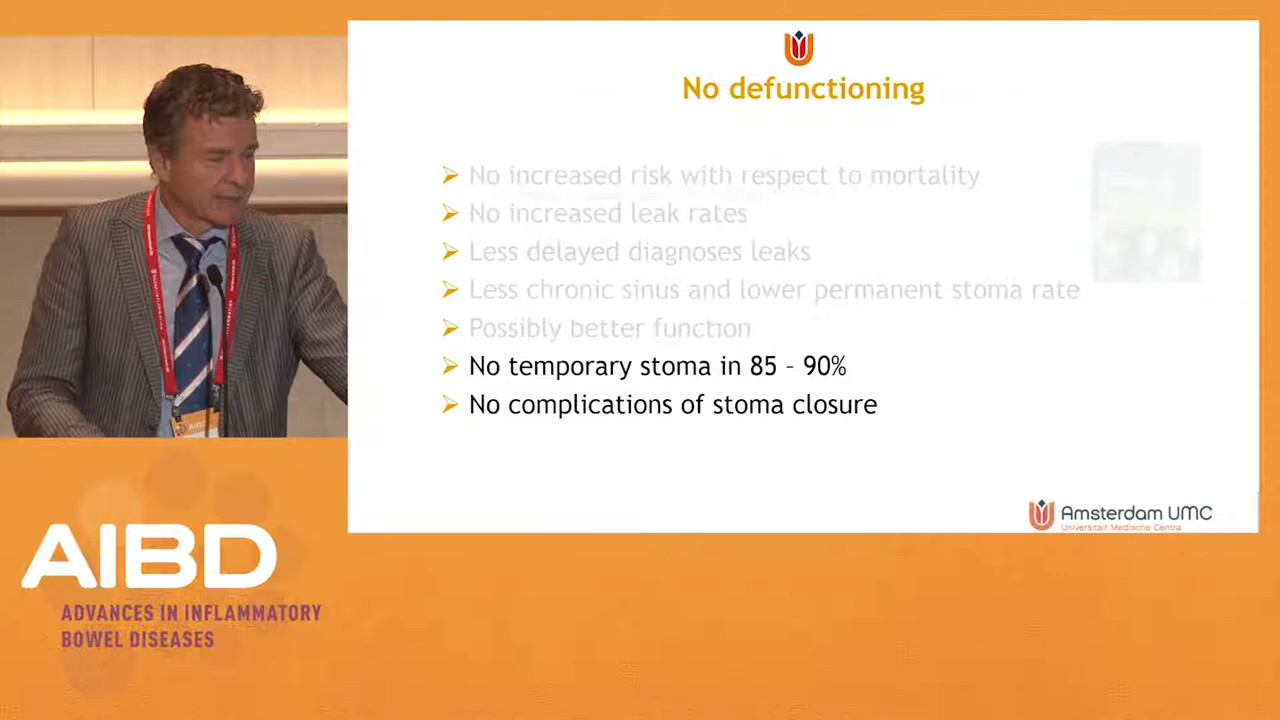 No defunctioning
No increased risk with respect to mortality
No increased leak rates
Less delayed diagnoses leaks
Less chronic sinus and lower permanent stoma rate
Possibly better function
No temporary stoma in 85 – 90%
No complications of stoma closure
Amsterdam UMC
Universitair Medische Centra
AIBD
ADVANCES IN INFLAMMATORY
BOWEL DISEASES